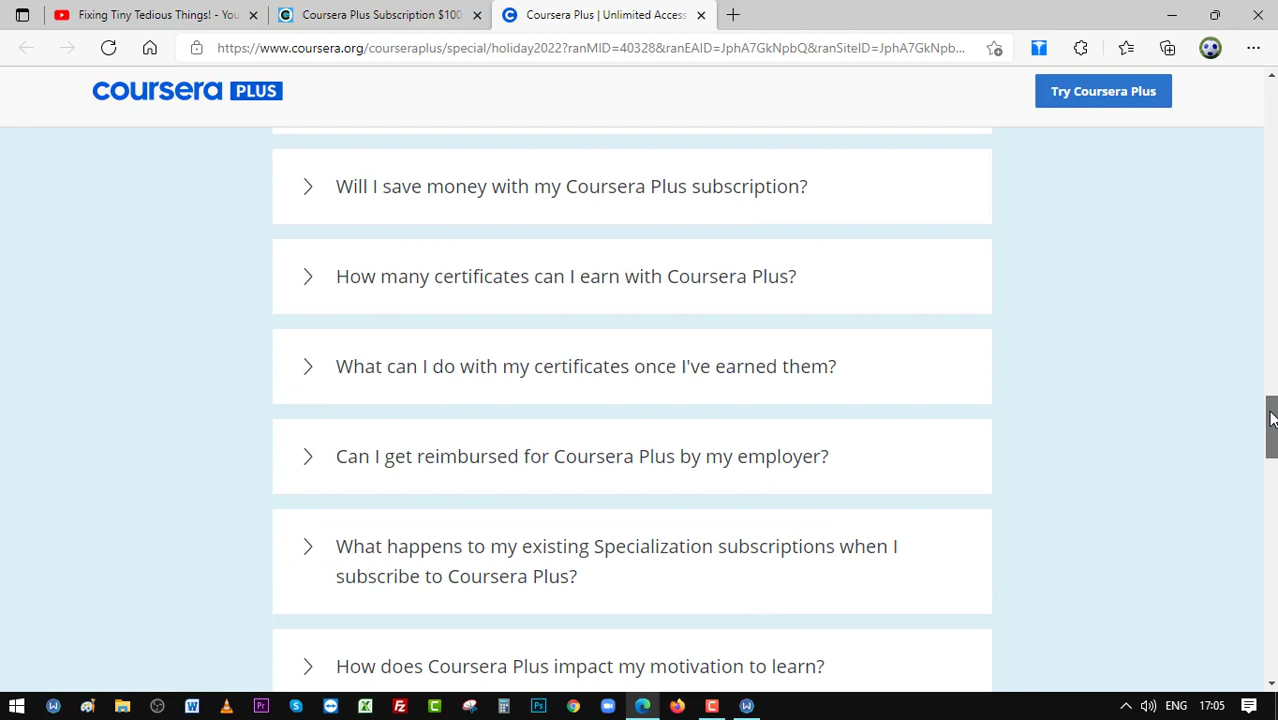 Fixing Tiny Tedious Things! - You
Coursera Plus Subscription $100
Coursera Plus | Unlimited Access
https://www.coursera.org/courseraplus/special/holiday2022?ranMID=40328&ranEAID=JphA7GkNpbQ&ranSiteID=JphA7GkNpb...
coursera PLUS
Try Coursera Plus
Will I save money with my Coursera Plus subscription?
How many certificates can I earn with Coursera Plus?
What can I do with my certificates once I've earned them?
Can I get reimbursed for Coursera Plus by my employer?
What happens to my existing Specialization subscriptions when I
subscribe to Coursera Plus?
How does Coursera Plus impact my motivation to learn?
ENG
17:05